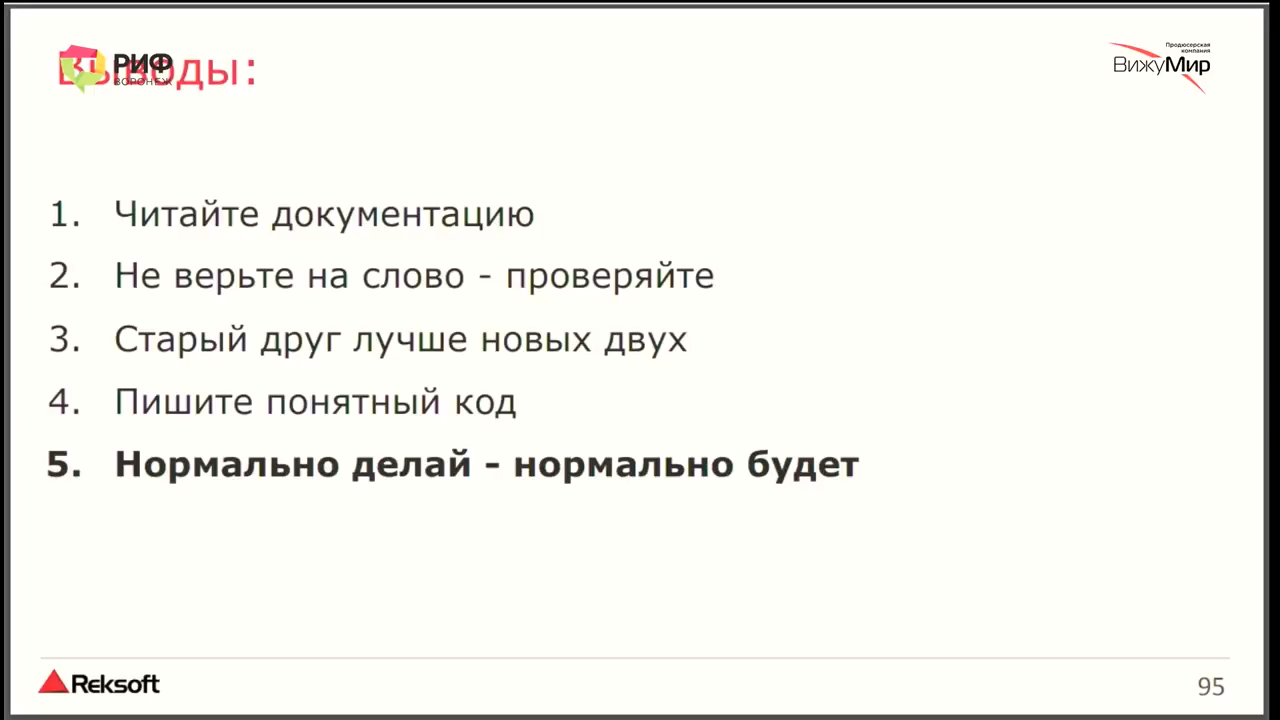 Выводы:
РИФ
ВОРОНЕЖ
Продюсерская
компания
ВижуМир
1. Читайте документацию
2. Не верьте на слово - проверяйте
3. Старый друг лучше новых двух
4. Пишите понятный код
5. Нормально делай - нормально будет
Reksoft
95